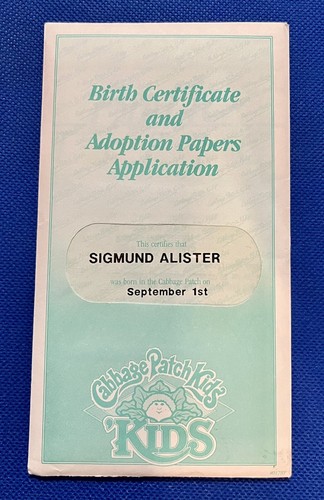 Birth Certificate
and
Adoption Papers
Application
This certifies that
SIGMUND ALISTER
was born in the Cabbage Patch on
September 1st
Cabbage Patch Kids
'KIDS